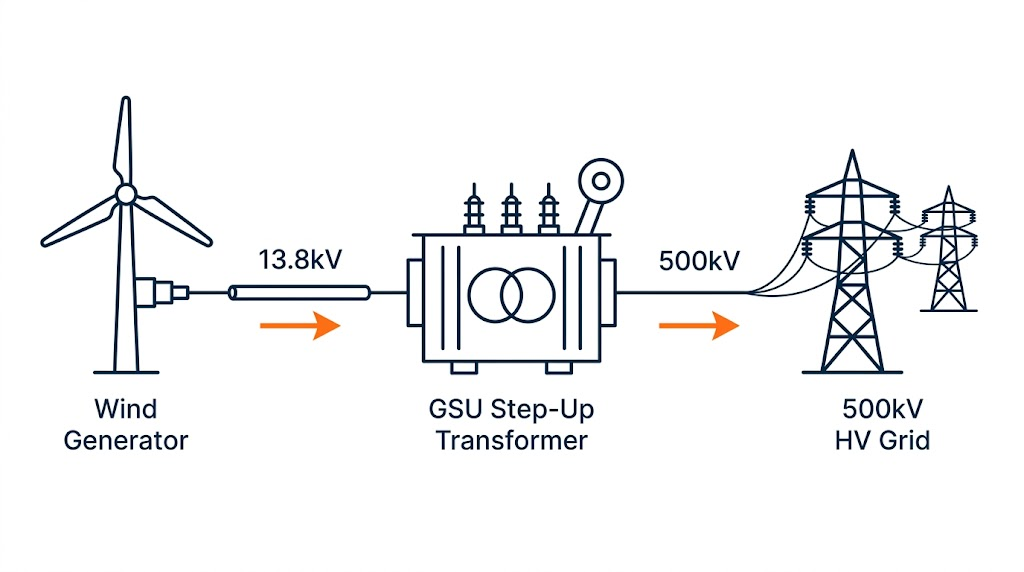 13.8kV
500kV
Wind
Generator
GSU Step-Up
Transformer
500kV
HV Grid